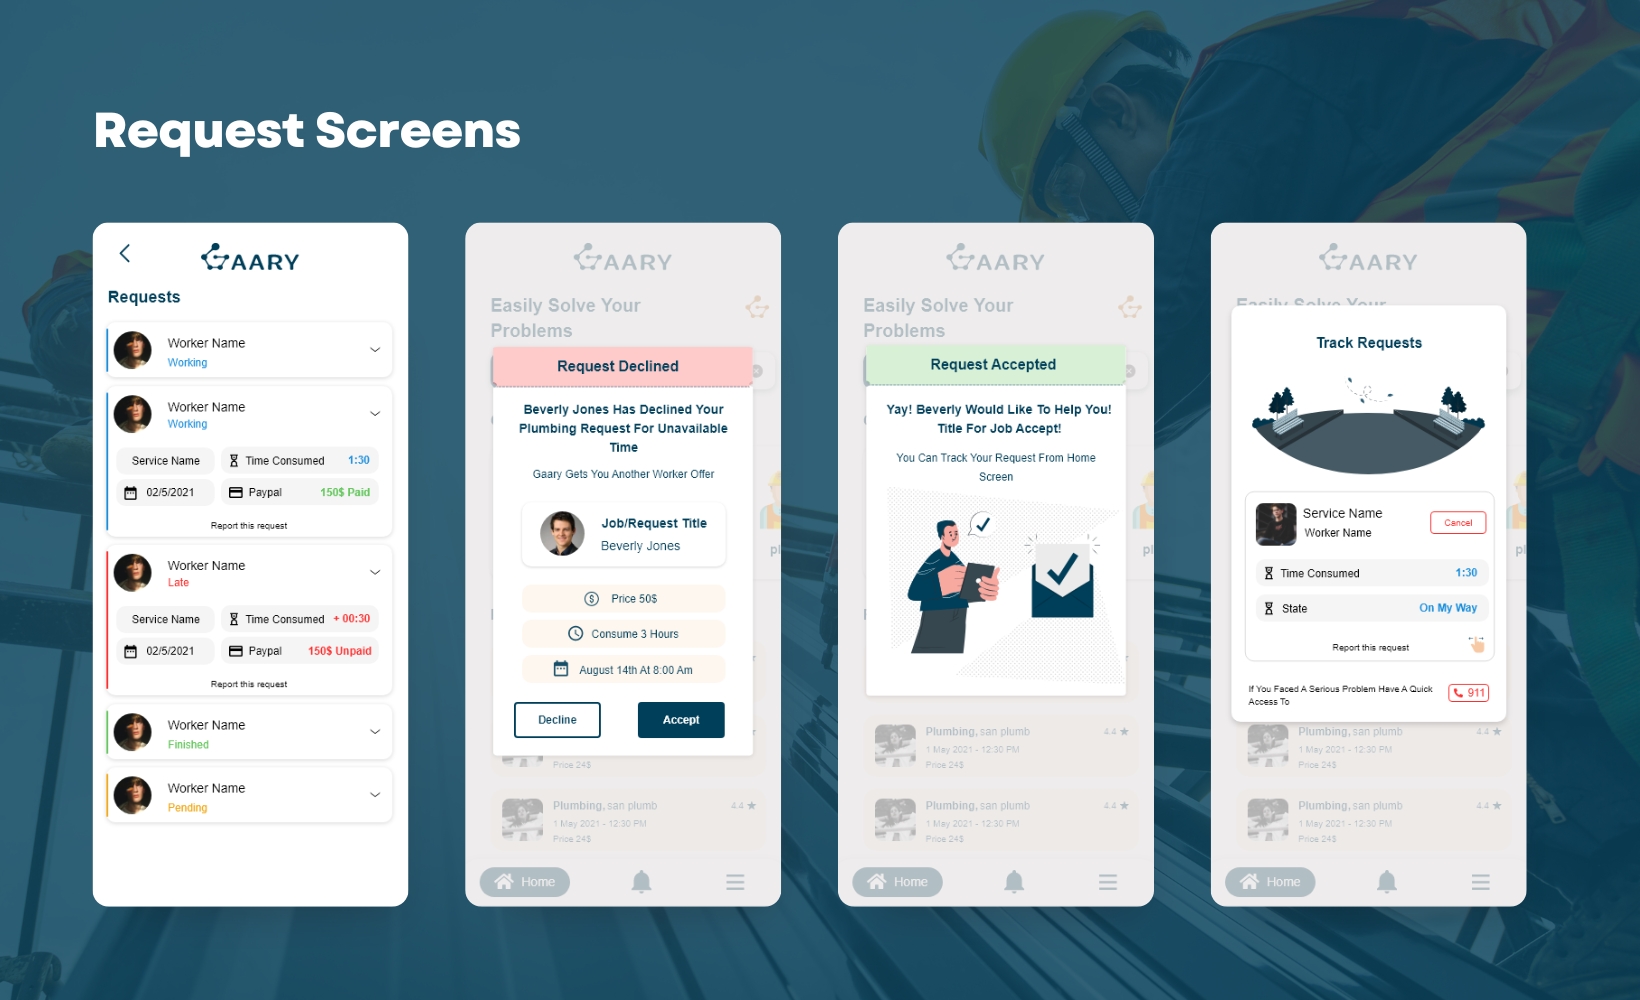 Request Screens
GAARY
Requests
Worker Name
Working
Worker Name
Working
Service Name
Time Consumed 1:30
02/5/2021
Paypal 150$ Paid
Report this request
Worker Name
Late
Service Name
Time Consumed + 00:30
02/5/2021
Paypal 150$ Unpaid
Report this request
Worker Name
Finished
Worker Name
Pending
GAARY
Easily Solve Your
Problems
Request Declined
Beverly Jones Has Declined Your
Plumbing Request For Unavailable
Time
Gaary Gets You Another Worker Offer
Job/Request Title
Beverly Jones
Price 50$
Consume 3 Hours
August 14th At 8:00 Am
Decline
Accept
Price 24$
Plumbing, san plumb 4.4
1 May 2021 - 12:30 PM
Price 24$
Home
GAARY
Easily Solve Your
Problems
Request Accepted
Yay! Beverly Would Like To Help You!
Title For Job Accept!
You Can Track Your Request From Home
Screen
pl
Plumbing, san plumb 4.4
1 May 2021 - 12:30 PM
Price 24$
Plumbing, san plumb 4.4
1 May 2021 - 12:30 PM
Price 24$
Home
GAARY
Easily Solve Your
Track Requests
Service Name
Worker Name
Cancel
Time Consumed 1:30
State On My Way
Report this request
If You Faced A Serious Problem Have A Quick
Access To
911
pl
Plumbing, san plumb 4.4
1 May 2021 - 12:30 PM
Price 24$
Plumbing, san plumb 4.4
1 May 2021 - 12:30 PM
Price 24$
Home